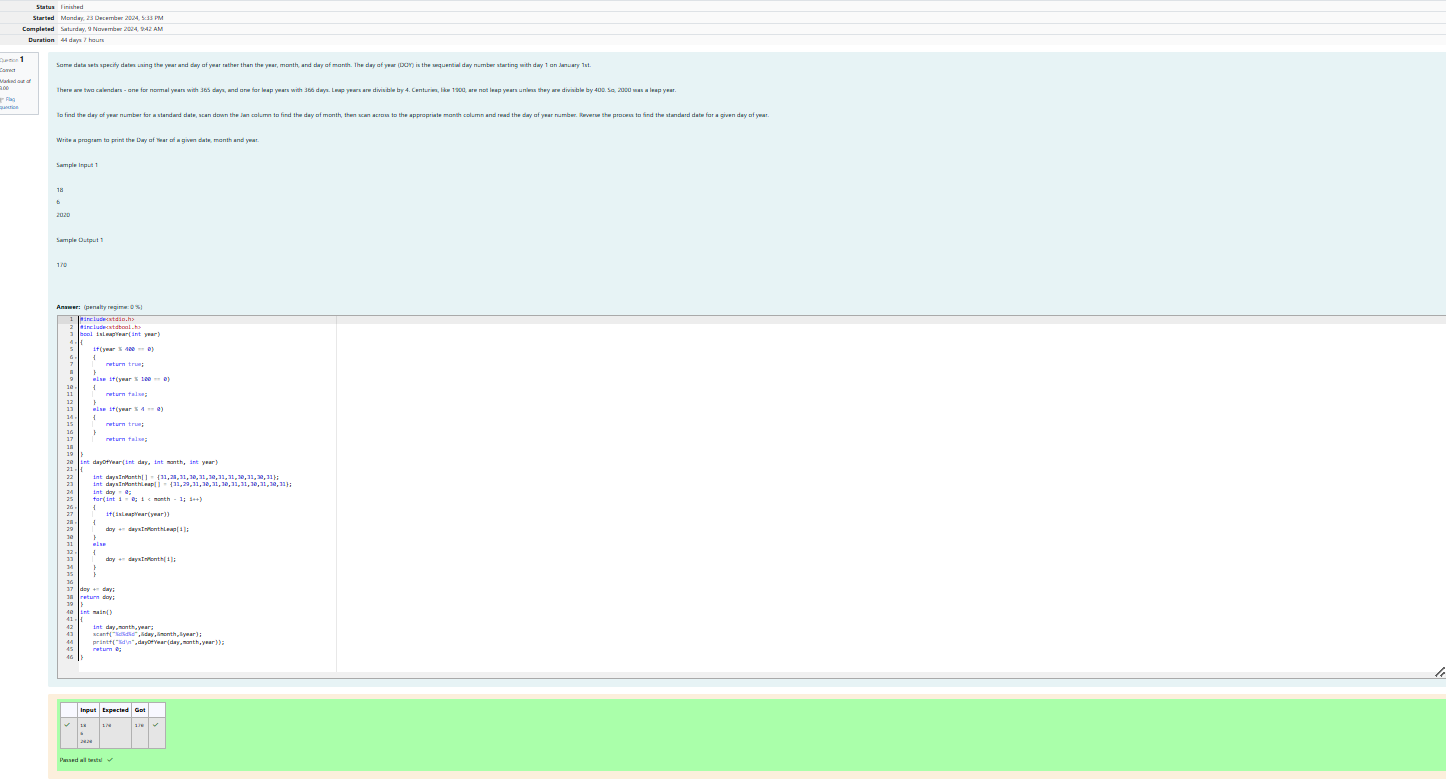 Status Finished
Started Monday, 23 December 2024, 5:33 PM
Completed Saturday, 9 November 2024, 9:42 AM
Duration 44 days 7 hours
Question 1
Correct
Marked out of
3.00
Flag
question
Some data sets specify dates using the year and day of year rather than the year, month, and day of month. The day of year (DOY) is the sequential day number starting with day 1 on January 1st.
There are two calendars - one for normal years with 365 days, and one for leap years with 366 days. Leap years are divisible by 4. Centuries, like 1900, are not leap years unless they are divisible by 400. So, 2000 was a leap year.
To find the day of year number for a standard date, scan down the Jan column to find the day of month, then scan across to the appropriate month column and read the day of year number. Reverse the process to find the standard date for a given day of year.
Write a program to print the Day of Year of a given date, month and year.
Sample Input 1
18
6
2020
Sample Output 1
170
Answer: (penalty regime: 0 %)
1 #include<stdio.h>
2 #include<stdbool.h>
3 bool isLeapYear(int year)
4 {
5 if(year % 400 == 0)
6 {
7 return true;
8 }
9 else if(year % 100 == 0)
10 {
11 return false;
12 }
13 else if(year % 4 == 0)
14 {
15 return true;
16 }
17 return false;
18
19 }
20 int dayOfYear(int day, int month, int year)
21 {
22 int daysInMonth[] = {31,28,31,30,31,30,31,31,30,31,30,31};
23 int daysInMonthLeap[] = {31,29,31,30,31,30,31,31,30,31,30,31};
24 int doy = 0;
25 for(int i = 0; i < month - 1; i++)
26 {
27 if(isLeapYear(year))
28 {
29 doy += daysInMonthLeap[i];
30 }
31 else
32 {
33 doy += daysInMonth[i];
34 }
35 }
36
37 doy += day;
38 return doy;
39 }
40 int main()
41 {
42 int day,month,year;
43 scanf("%d%d%d",&day,&month,&year);
44 printf("%d\n",dayOfYear(day,month,year));
45 return 0;
46 }
Input Expected Got
18 170 170
6
2020
Passed all tests!